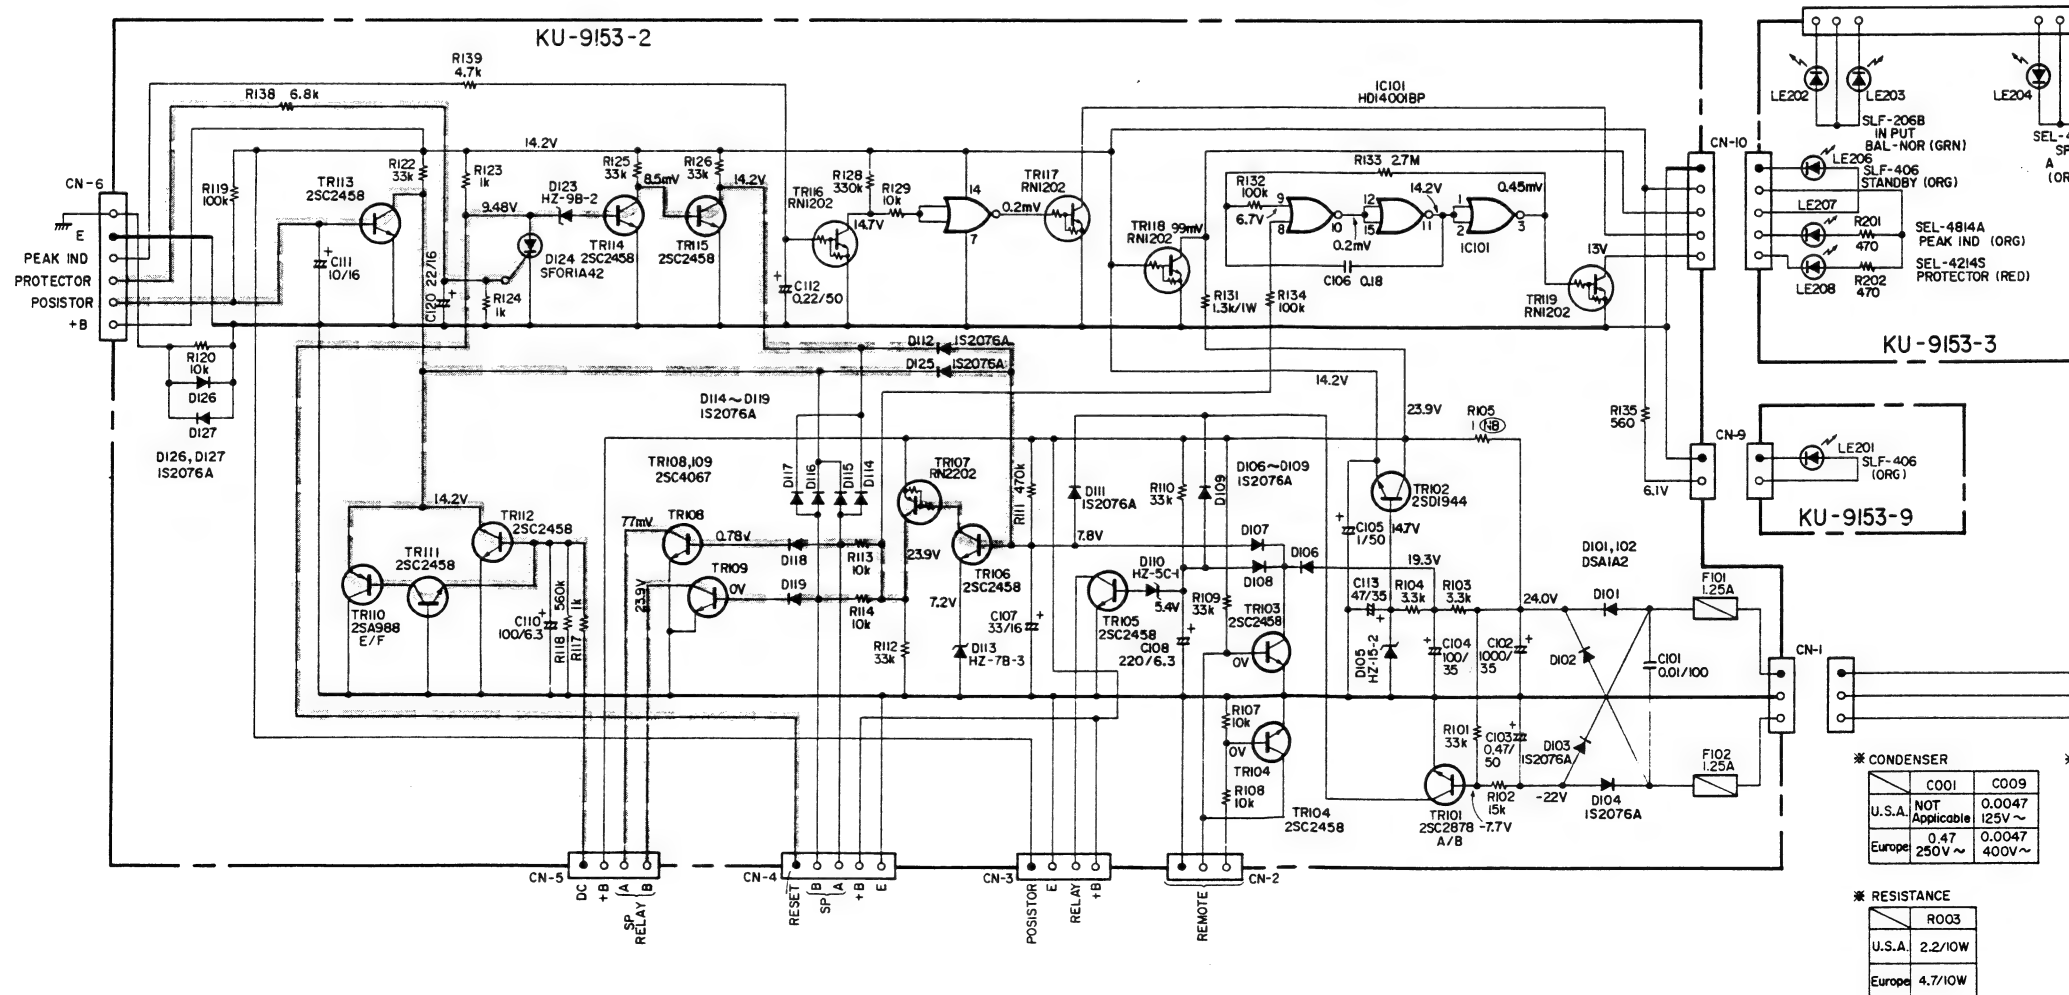 KU-9153-2
R139
4.7k
R138 6.8k
IC101
HD14001BP
LE202
LE203
LE204
SLF-206B
IN PUT
BAL-NOR (GRN)
CN-10
14.2V
R122
33k
R123
1k
R125
33k
8.5mV
R126
33k
14.2V
R128
330k
R129
10k
14
7
0.2mV
TR117
RN1202
R133 2.7M
R132
100k
6.7V
9
8
10
0.2mV
12
15
11
14.2V
1
2
3
IC101
0.45mV
LE206
SLF-406
STANDBY (ORG)
LE207
R201
470
SEL-4814A
PEAK IND (ORG)
SEL-4214S
PROTECTOR (RED)
LE208
R202
470
KU-9153-3
CN-6
E
PEAK IND
PROTECTOR
POSISTOR
+B
R119
100k
TR113
2SC2458
C111
10/16
C120 22/16
9.48V
D123
HZ-9B-2
D124
SFOR1A42
R124
1k
TR114
2SC2458
TR115
2SC2458
TR116
RN1202
14.7V
C112
0.22/50
TR118
RN1202
99mV
R131
1.3k/1W
R134
100k
C106 0.18
13V
TR119
RN1202
R120
10k
D126
D127
D126, D127
1S2076A
D112 1S2076A
D125 1S2076A
D114~D119
1S2076A
14.2V
23.9V
R105
1 NB
R135
560
CN-9
6.1V
LE201
SLF-406
(ORG)
KU-9153-9
TR108,109
2SC4067
D117
D116
D115
D114
TR107
RN2202
R111 470k
D111
1S2076A
R110
33k
D109
D106~D109
1S2076A
TR102
2SD1944
C105
1/50
14.7V
14.2V
TR112
2SC2458
TR111
2SC2458
TR110
2SA988
E/F
C110
100/6.3
R118 560k
R117 1k
77mV
TR108
0.78V
D118
R113
10k
23.9V
TR109
0V
D119
R114
10k
23.9V
R112
33k
TR106
2SC2458
7.2V
D113
HZ-7B-3
C107
33/16
7.8V
TR105
2SC2458
D110
HZ-5C-1
5.4V
C108
220/6.3
R109
33k
D107
D108
D106
TR103
2SC2458
0V
19.3V
C113
47/35
R104
3.3k
R103
3.3k
D105
HZ-15-2
C104
100/
35
C102
1000/
35
24.0V
D101,102
DSA1A2
D101
D102
C101
0.01/100
F101
1.25A
CN-1
R107
10k
0V
TR104
R108
10k
TR104
2SC2458
R101
33k
C103
0.47/
50
D103
1S2076A
R102
15k
-22V
D104
1S2076A
F102
1.25A
TR101
2SC2878
A/B
-7.7V
CN-5
DC
+B
A
B
SP
RELAY
CN-4
RESET
B
A
SP
+B
E
CN-3
POSISTOR
E
RELAY
+B
CN-2
REMOTE
※ CONDENSER
C001 C009
U.S.A. NOT Applicable 0.0047 125V~
Europe 0.47 250V~ 0.0047 400V~
※ RESISTANCE
R003
U.S.A. 2.2/10W
Europe 4.7/10W